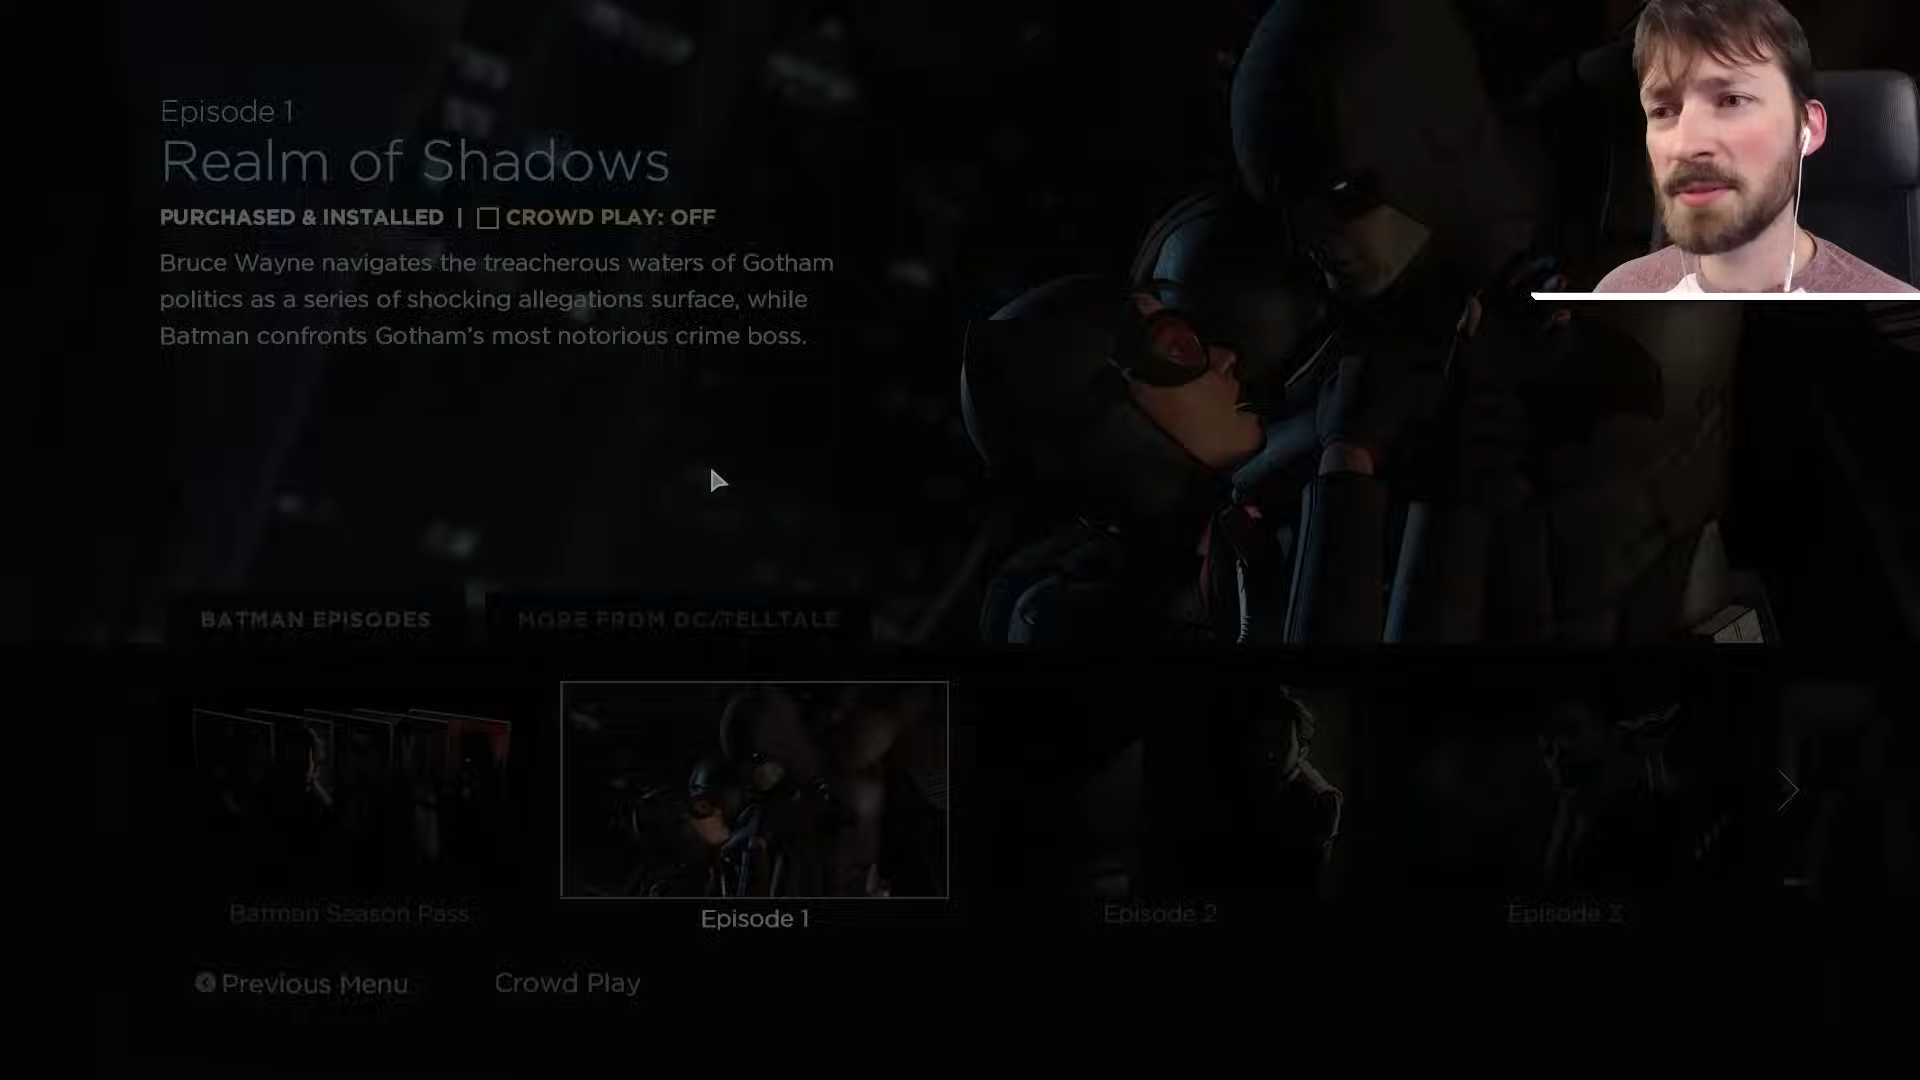 Episode 1
Realm of Shadows
PURCHASED & INSTALLED | CROWD PLAY: OFF
Bruce Wayne navigates the treacherous waters of Gotham
politics as a series of shocking allegations surface, while
Batman confronts Gotham's most notorious crime boss.
BATMAN EPISODES
MORE FROM DC/TELLTALE
Batman Season Pass
Episode 1
Episode 2
Episode 3
Previous Menu
Crowd Play